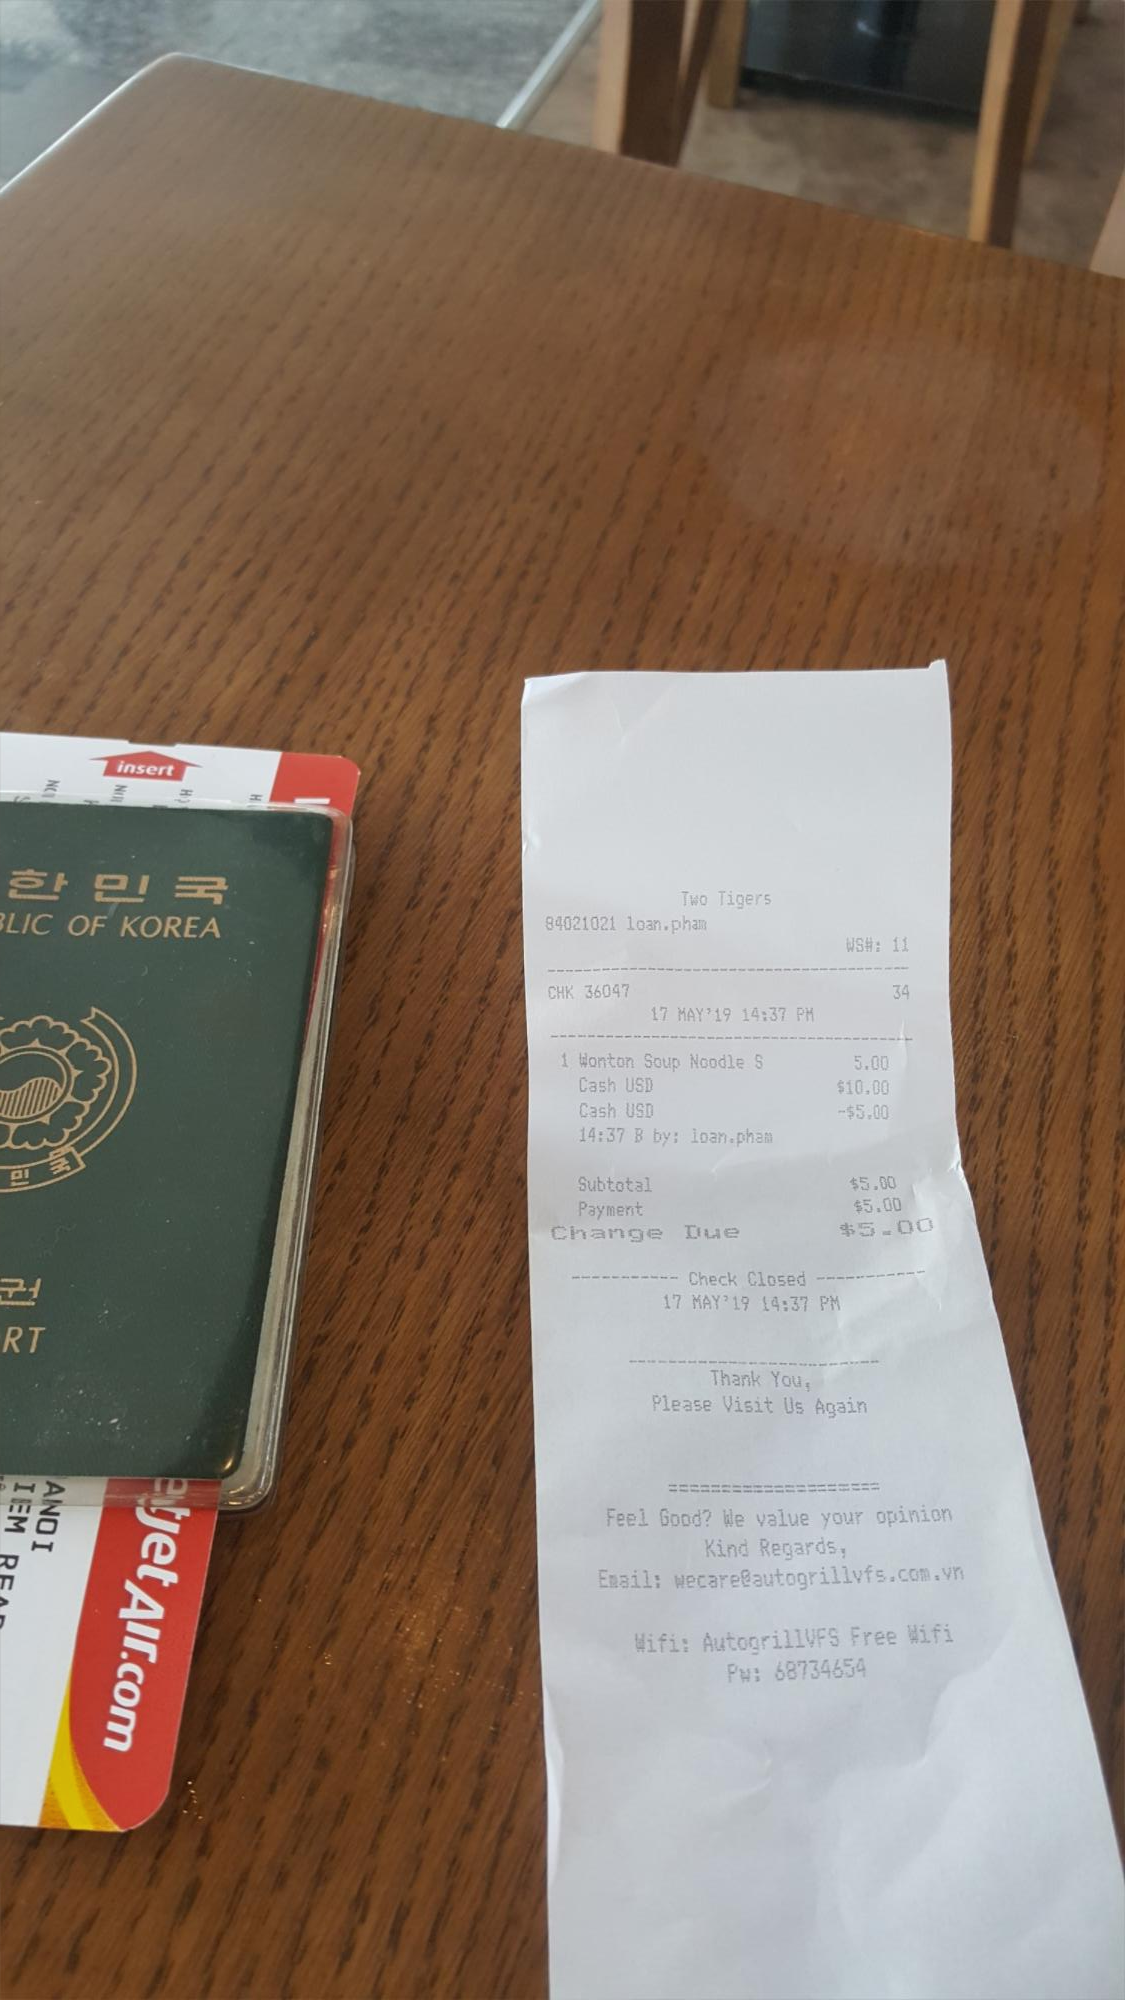 insert
한민국
BLIC OF KOREA
민
권
ORT
etjetAir.com
ANOI
IEM REAP
Two Tigers
84021021 loan.pham
WS#: 11
CHK 36047 34
17 MAY'19 14:37 PM
1 Wonton Soup Noodle S 5.00
Cash USD $10.00
Cash USD -$5.00
14:37 B by: loan.pham
Subtotal $5.00
Payment $5.00
Change Due $5.00
----------- Check Closed -----------
17 MAY'19 14:37 PM
Thank You,
Please Visit Us Again
====================
Feel Good? We value your opinion
Kind Regards,
Email: wecare@autogrillvfs.com.vn
Wifi: AutogrillVFS Free Wifi
Pw: 68734654